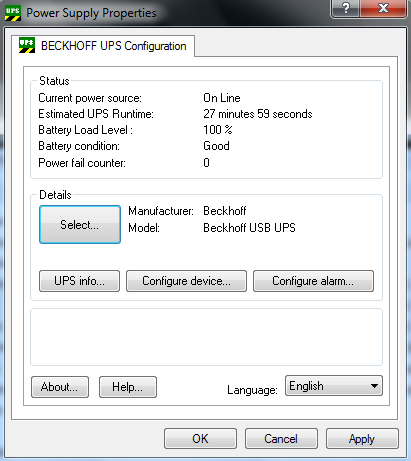 UPS Power Supply Properties
UPS BECKHOFF UPS Configuration
Status
Current power source: On Line
Estimated UPS Runtime: 27 minutes 59 seconds
Battery Load Level : 100 %
Battery condition: Good
Power fail counter: 0
Details
Select... Manufacturer: Beckhoff
Model: Beckhoff USB UPS
UPS info... Configure device... Configure alarm...
About... Help... Language: English
OK Cancel Apply